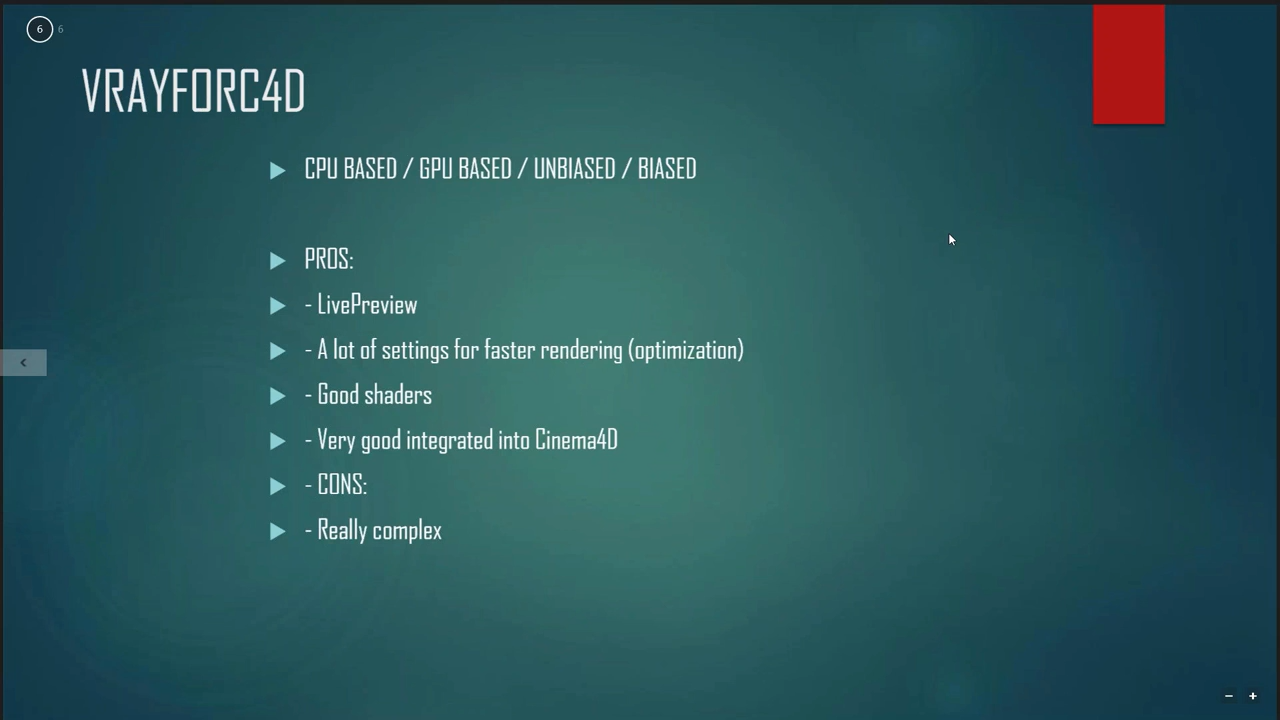 6 6
VRAYFORC4D
CPU BASED / GPU BASED / UNBIASED / BIASED
PROS:
- LivePreview
- A lot of settings for faster rendering (optimization)
- Good shaders
- Very good integrated into Cinema4D
- CONS:
- Really complex